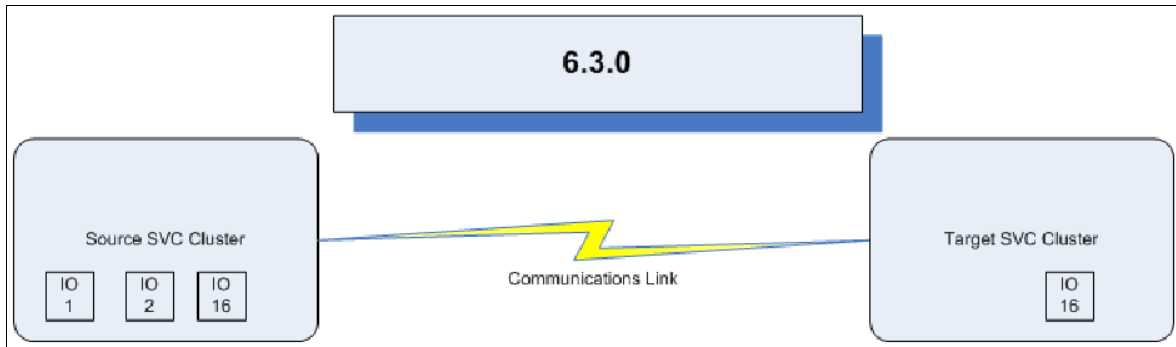 6.3.0
Source SVC Cluster
IO
1
IO
2
IO
16
Communications Link
Target SVC Cluster
IO
16